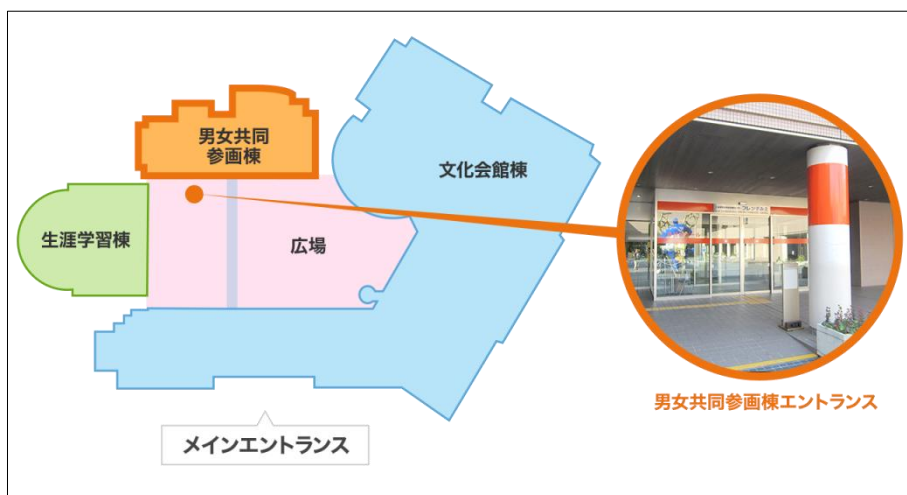 男女共同
参画棟
文化会館棟
生涯学習棟
広場
男女共同参画棟エントランス
メインエントランス